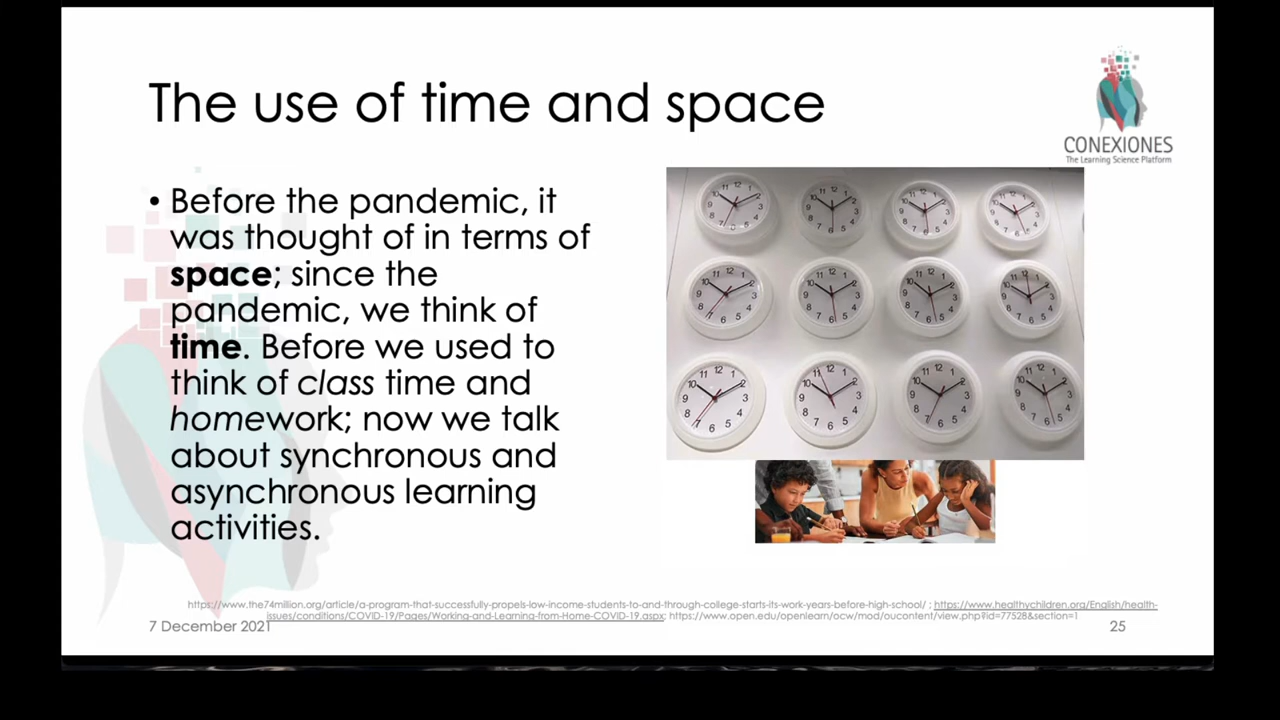 The use of time and space
CONEXIONES
The Learning Science Platform
• Before the pandemic, it
was thought of in terms of
space; since the
pandemic, we think of
time. Before we used to
think of class time and
homework; now we talk
about synchronous and
asynchronous learning
activities.
https://www.the74million.org/article/a-program-that-successfully-propels-low-income-students-to-and-through-college-starts-its-work-years-before-high-school/ ; https://www.healthychildren.org/English/health-
issues/conditions/COVID-19/Pages/Working-and-Learning-from-Home-COVID-19.aspx; https://www.open.edu/openlearn/ocw/mod/oucontent/view.php?id=77528&section=1
7 December 2021
25